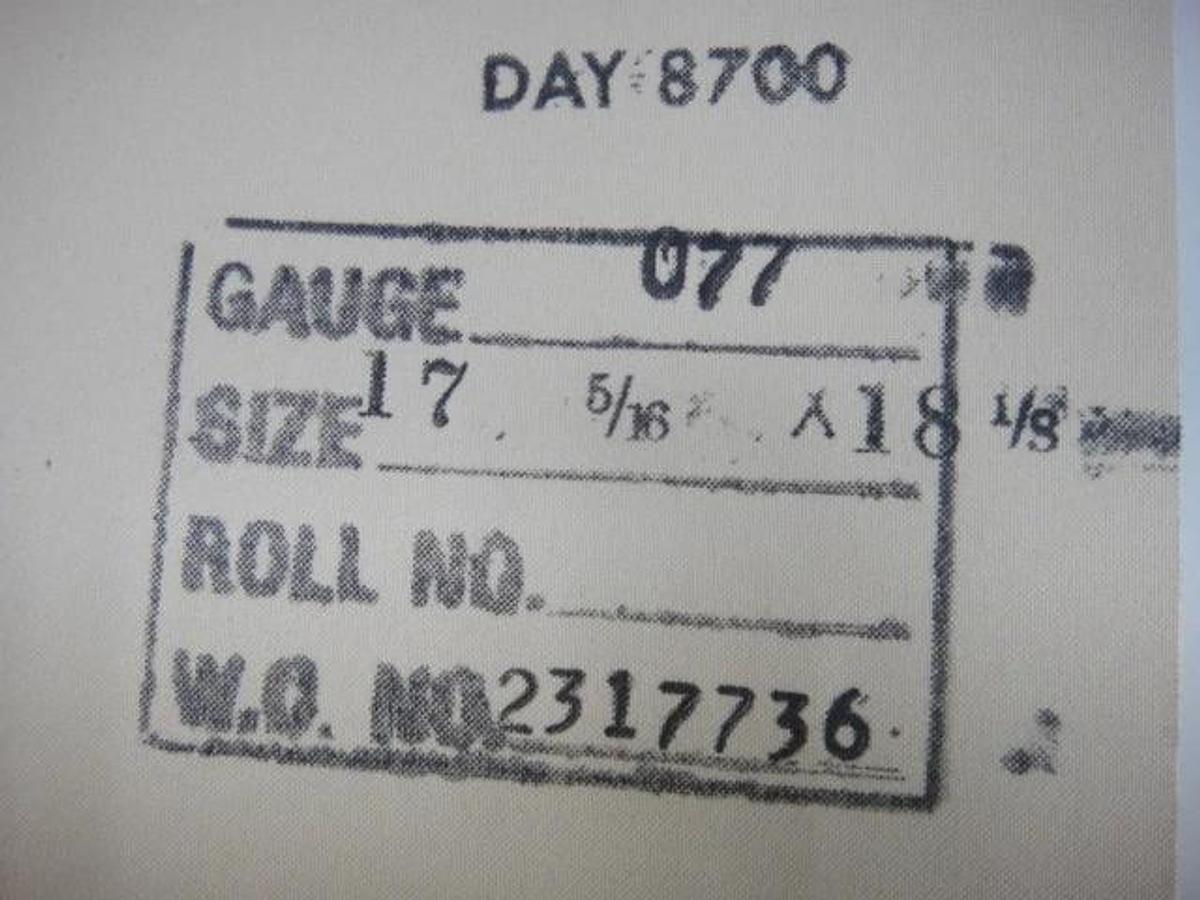 DAY 8700
GAUGE 077
SIZE 17 5/16 X 18 1/8
ROLL NO.
W.O. NO. 2317736